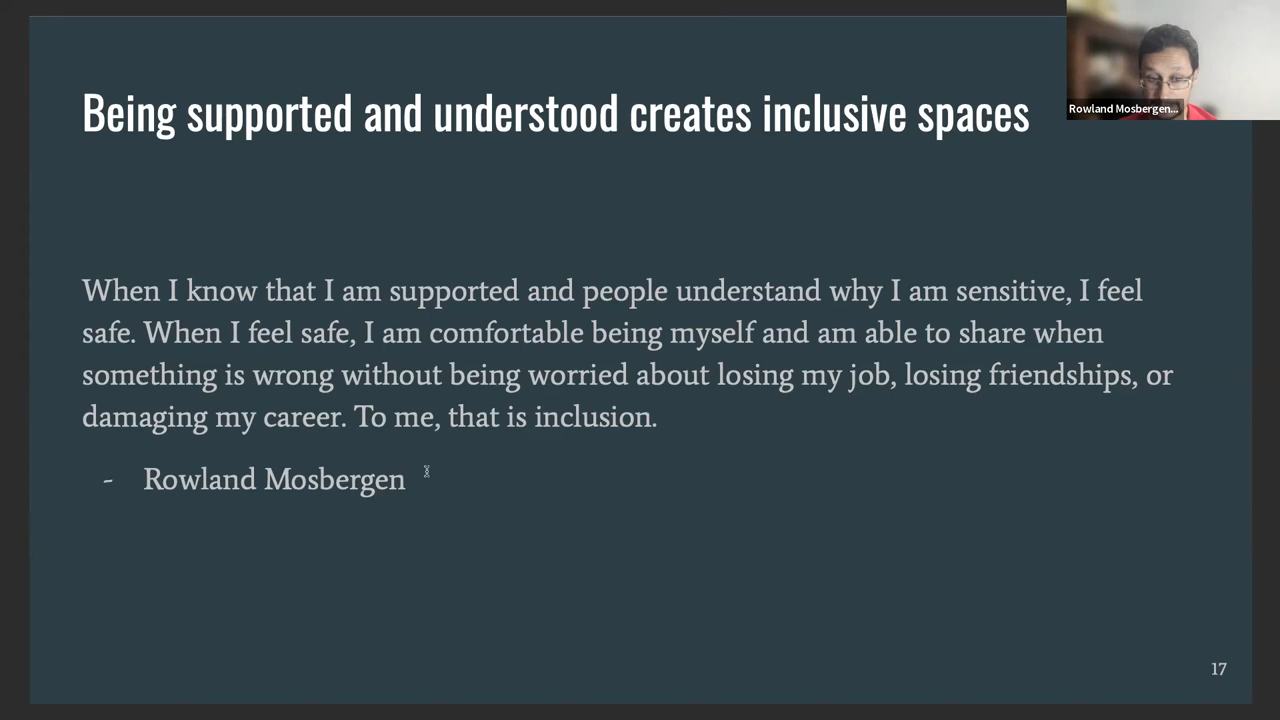 Being supported and understood creates inclusive spaces
Rowland Mosbergen...
When I know that I am supported and people understand why I am sensitive, I feel
safe. When I feel safe, I am comfortable being myself and am able to share when
something is wrong without being worried about losing my job, losing friendships, or
damaging my career. To me, that is inclusion.
- Rowland Mosbergen
17